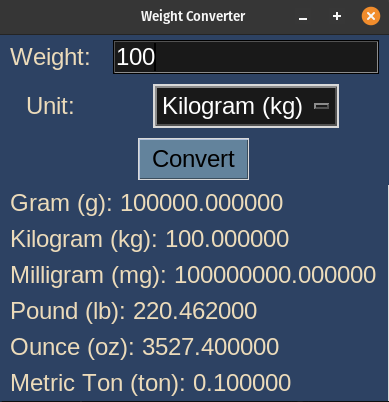 Weight Converter
Weight: 100
Unit: Kilogram (kg)
Convert
Gram (g): 100000.000000
Kilogram (kg): 100.000000
Milligram (mg): 100000000.000000
Pound (lb): 220.462000
Ounce (oz): 3527.400000
Metric Ton (ton): 0.100000